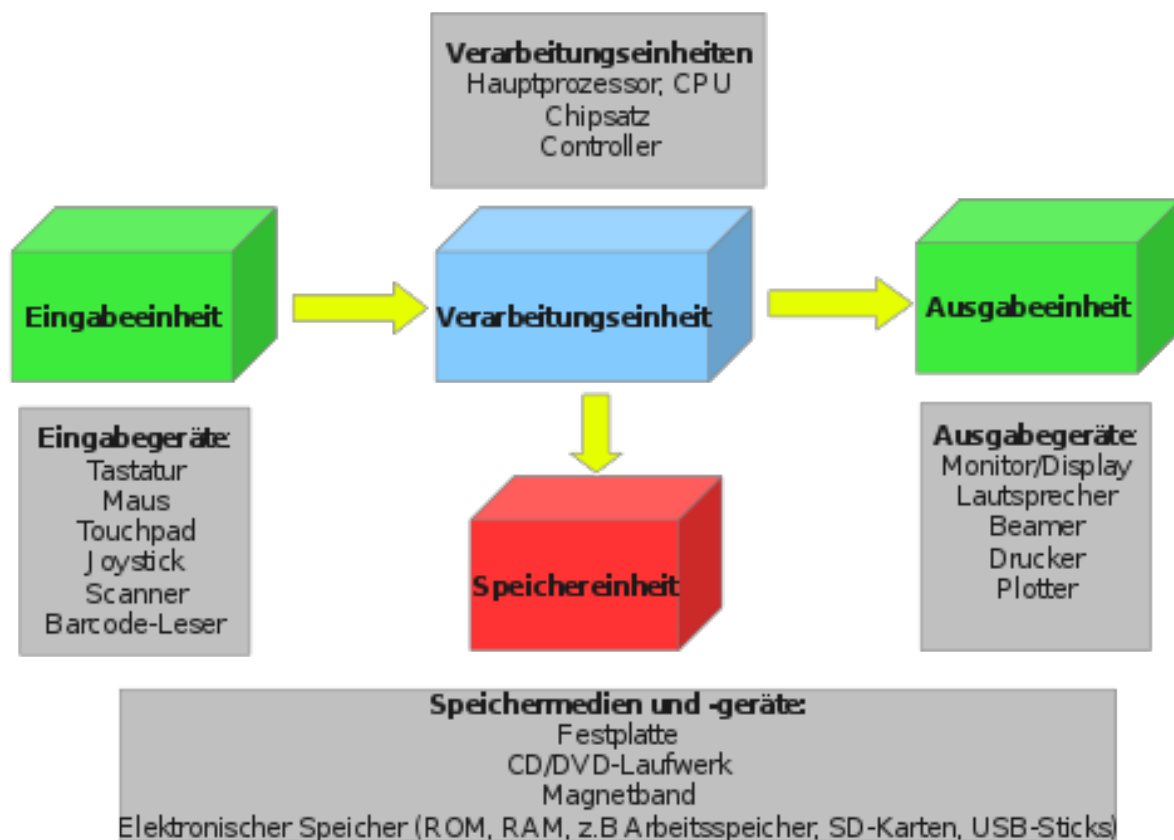 Verarbeitungseinheiten
Hauptprozessor, CPU
Chipsatz
Controller
Eingabeeinheit
Verarbeitungseinheit
Ausgabeeinheit
Eingabegeräte:
Tastatur
Maus
Touchpad
Joystick
Scanner
Barcode-Leser
Speichereinheit
Ausgabegeräte:
Monitor/Display
Lautsprecher
Beamer
Drucker
Plotter
Speichermedien und -geräte:
Festplatte
CD/DVD-Laufwerk
Magnetband
Elektronischer Speicher (ROM, RAM, z.B Arbeitsspeicher, SD-Karten, USB-Sticks)